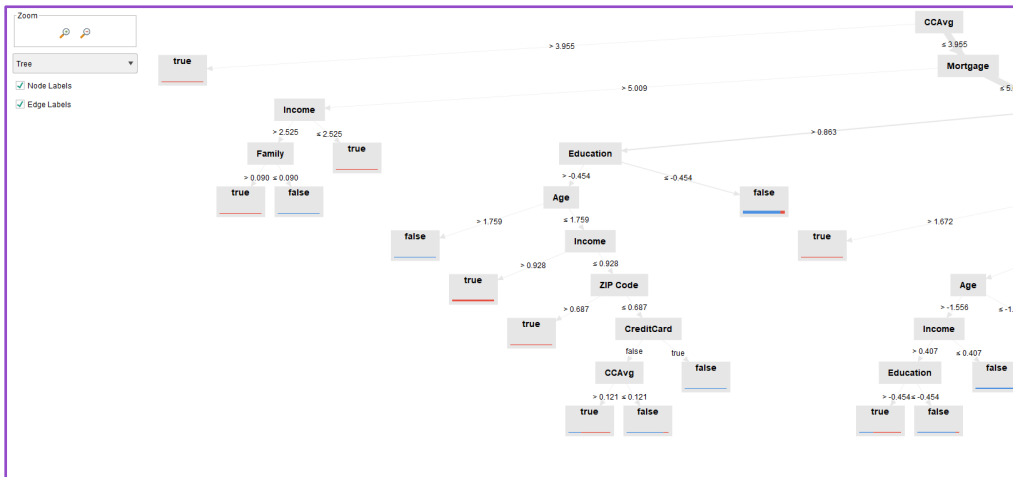 Zoom
CCAvg
> 3.955
≤ 3.955
Tree
true
Mortgage
Node Labels
> 5.009
≤ 5.
Edge Labels
Income
> 2.525
≤ 2.525
> 0.863
Family
true
Education
> 0.090
≤ 0.090
> -0.454
≤ -0.454
true
false
Age
false
> 1.759
≤ 1.759
> 1.672
false
Income
true
> 0.928
≤ 0.928
true
ZIP Code
Age
> 0.687
≤ 0.687
> -1.556
≤ -1.
true
CreditCard
Income
false
true
> 0.407
≤ 0.407
CCAvg
false
Education
false
> 0.121
≤ 0.121
> -0.454
≤ -0.454
true
false
true
false